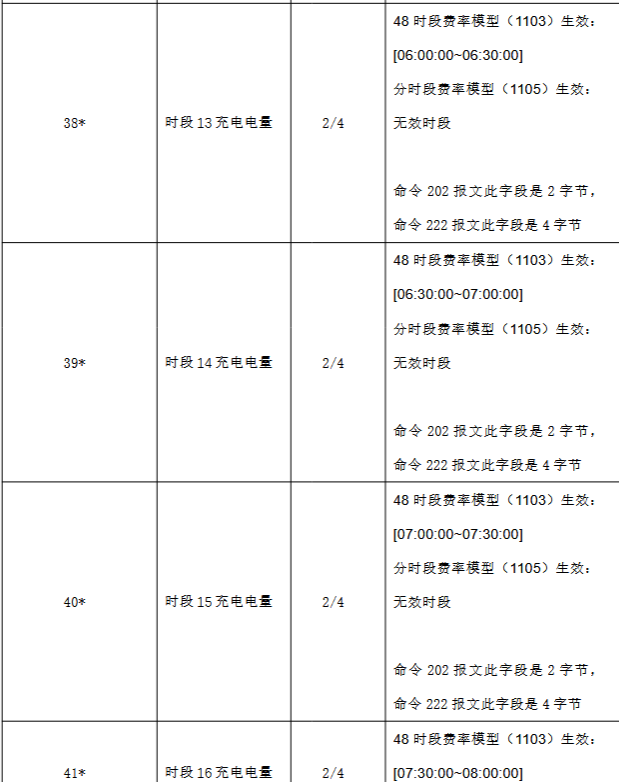 48 时段费率模型（1103）生效：
[06:00:00~06:30:00]
分时段费率模型（1105）生效：
38* 时段 13 充电电量 2/4 无效时段
命令 202 报文此字段是 2 字节，
命令 222 报文此字段是 4 字节
48 时段费率模型（1103）生效：
[06:30:00~07:00:00]
分时段费率模型（1105）生效：
39* 时段 14 充电电量 2/4 无效时段
命令 202 报文此字段是 2 字节，
命令 222 报文此字段是 4 字节
48 时段费率模型（1103）生效：
[07:00:00~07:30:00]
分时段费率模型（1105）生效：
40* 时段 15 充电电量 2/4 无效时段
命令 202 报文此字段是 2 字节，
命令 222 报文此字段是 4 字节
48 时段费率模型（1103）生效：
41* 时段 16 充电电量 2/4 [07:30:00~08:00:00]